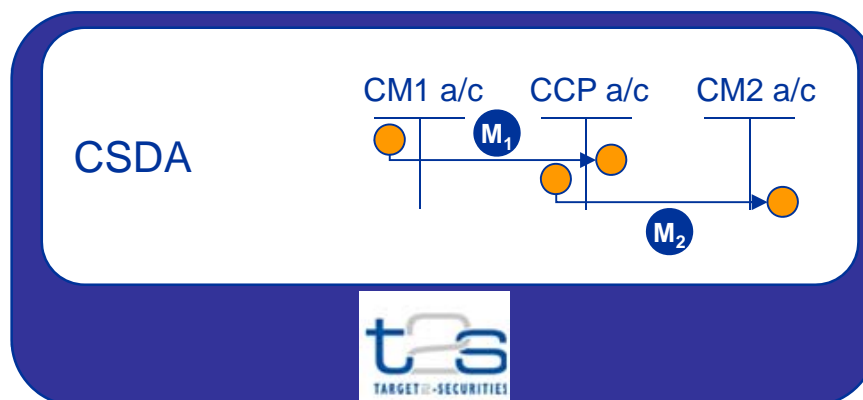 CM1 a/c CCP a/c CM2 a/c
M₁
CSDA
M₂
t2s
TARGET2-SECURITIES